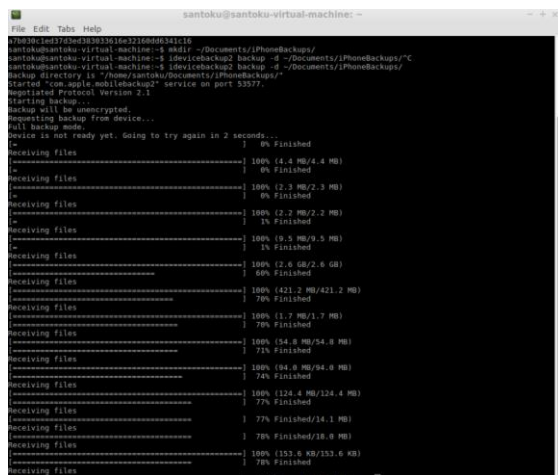 santoku@santoku-virtual-machine: ~
File Edit Tabs Help
a7b030c1ed37d3ed383033616e32160dd6341c16
santoku@santoku-virtual-machine:~$ mkdir ~/Documents/iPhoneBackups/
santoku@santoku-virtual-machine:~$ idevicebackup2 backup -d ~/Documents/iPhoneBackups/^C
santoku@santoku-virtual-machine:~$ idevicebackup2 backup -d ~/Documents/iPhoneBackups/
Backup directory is "/home/santoku/Documents/iPhoneBackups/"
Started "com.apple.mobilebackup2" service on port 53577.
Negotiated Protocol Version 2.1
Starting backup...
Backup will be unencrypted.
Requesting backup from device...
Full backup mode.
Device is not ready yet. Going to try again in 2 seconds...
[= ] 0% Finished
Receiving files
[==================================================] 100% (4.4 MB/4.4 MB)
[= ] 0% Finished
Receiving files
[==================================================] 100% (2.3 MB/2.3 MB)
[= ] 0% Finished
Receiving files
[==================================================] 100% (2.2 MB/2.2 MB)
[= ] 1% Finished
Receiving files
[==================================================] 100% (9.5 MB/9.5 MB)
[= ] 1% Finished
Receiving files
[==================================================] 100% (2.6 GB/2.6 GB)
[=============================== ] 60% Finished
Receiving files
[==================================================] 100% (421.2 MB/421.2 MB)
[=================================== ] 70% Finished
Receiving files
[==================================================] 100% (1.7 MB/1.7 MB)
[==================================== ] 70% Finished
Receiving files
[==================================================] 100% (54.8 MB/54.8 MB)
[==================================== ] 71% Finished
Receiving files
[==================================================] 100% (94.0 MB/94.0 MB)
[===================================== ] 74% Finished
Receiving files
[==================================================] 100% (124.4 MB/124.4 MB)
[======================================= ] 77% Finished
Receiving files
[======================================= ] 77% Finished/14.1 MB)
Receiving files
[======================================= ] 78% Finished/18.0 MB)
Receiving files
[==================================================] 100% (153.6 KB/153.6 KB)
[======================================= ] 78% Finished
Receiving files